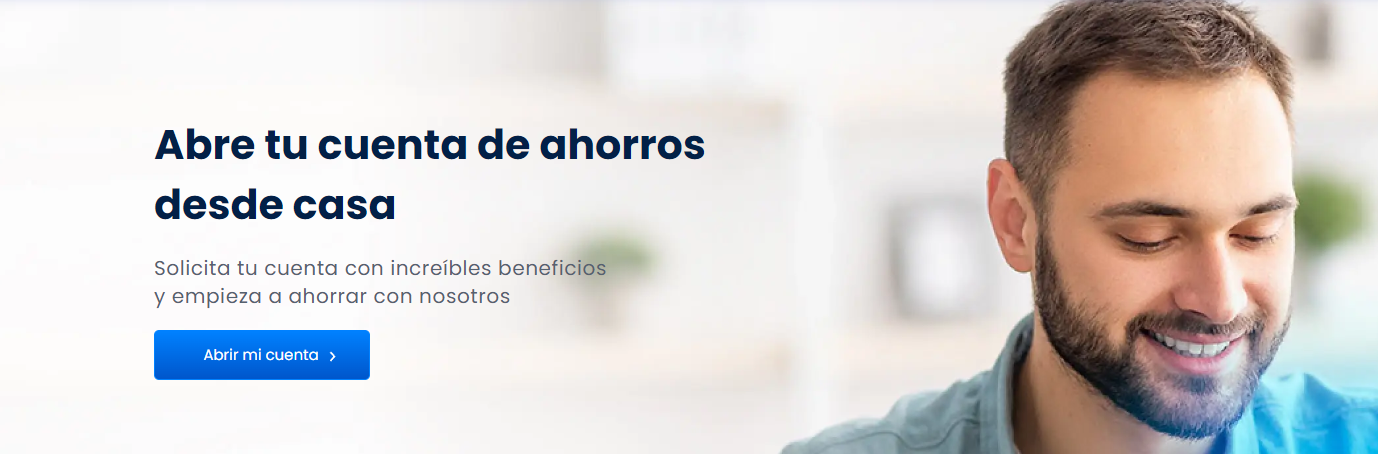 Abre tu cuenta de ahorros
desde casa
Solicita tu cuenta con increíbles beneficios
y empieza a ahorrar con nosotros
Abrir mi cuenta